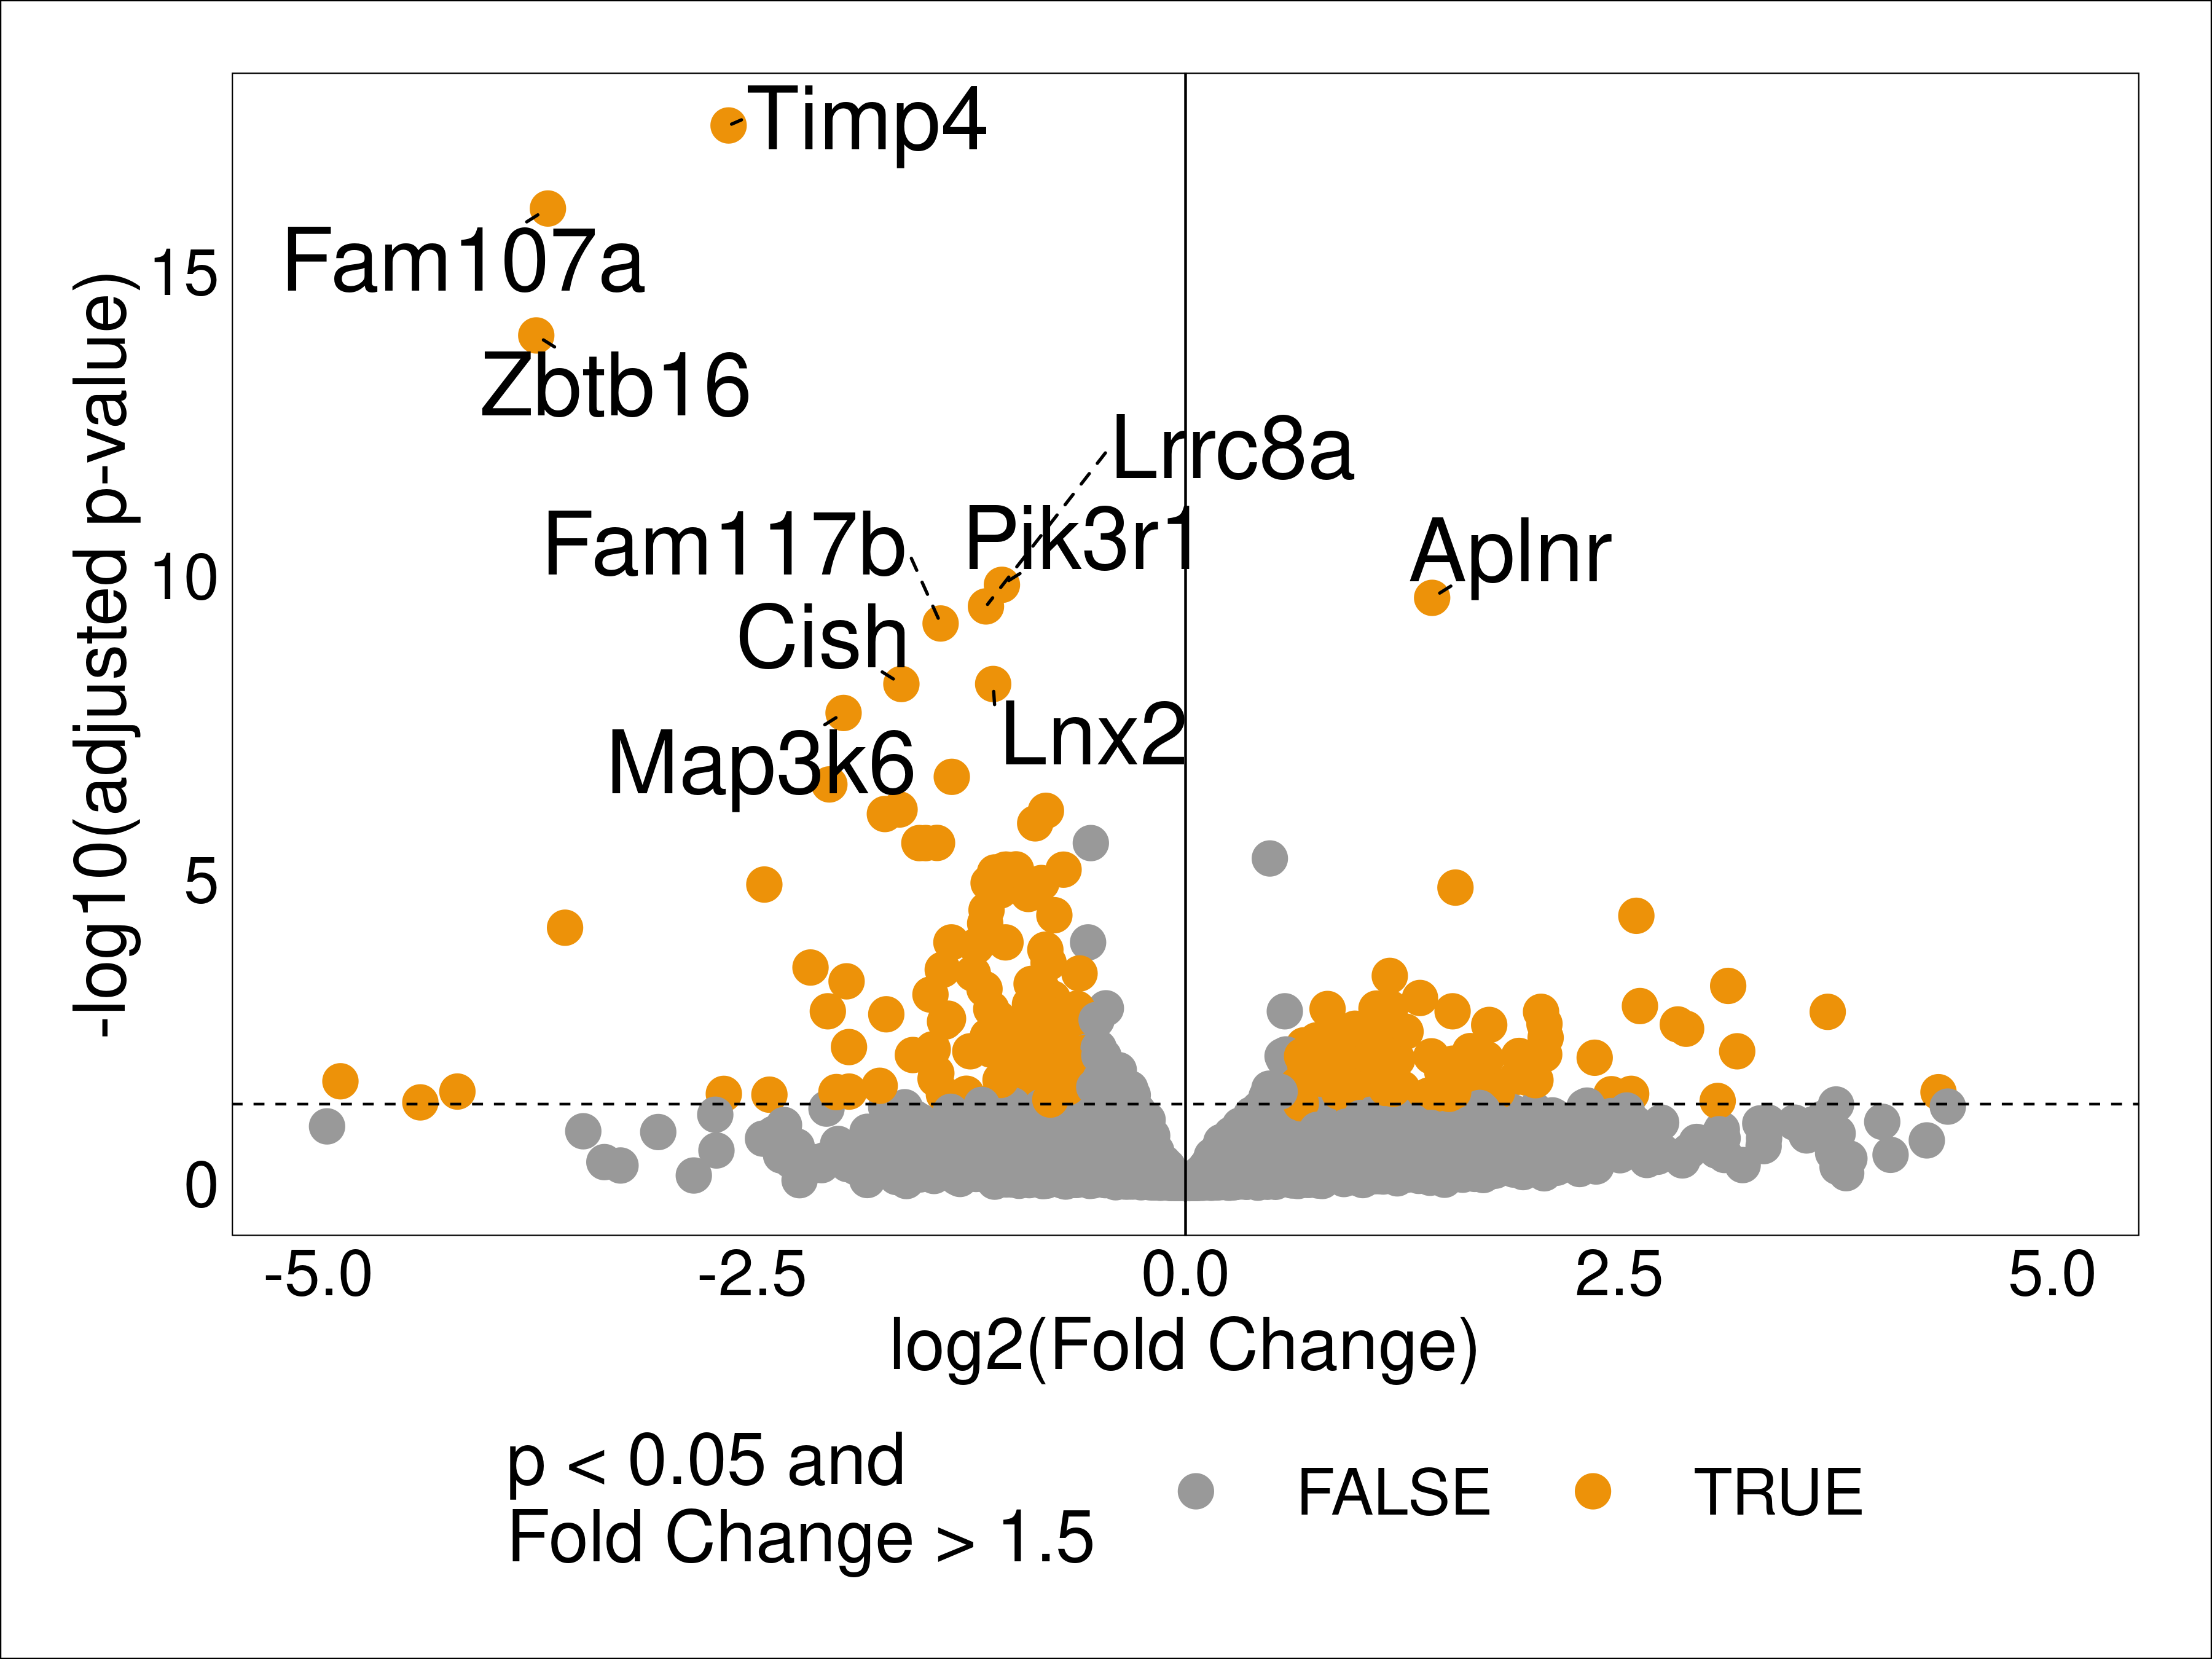 Timp4
Fam107a
Zbtb16
Lrrc8a
Fam117b
Pik3r1
Aplnr
Cish
Lnx2
Map3k6
-log10(adjusted p-value)
15
10
5
0
-5.0
-2.5
0.0
2.5
5.0
log2(Fold Change)
p < 0.05 and
Fold Change > 1.5
FALSE
TRUE